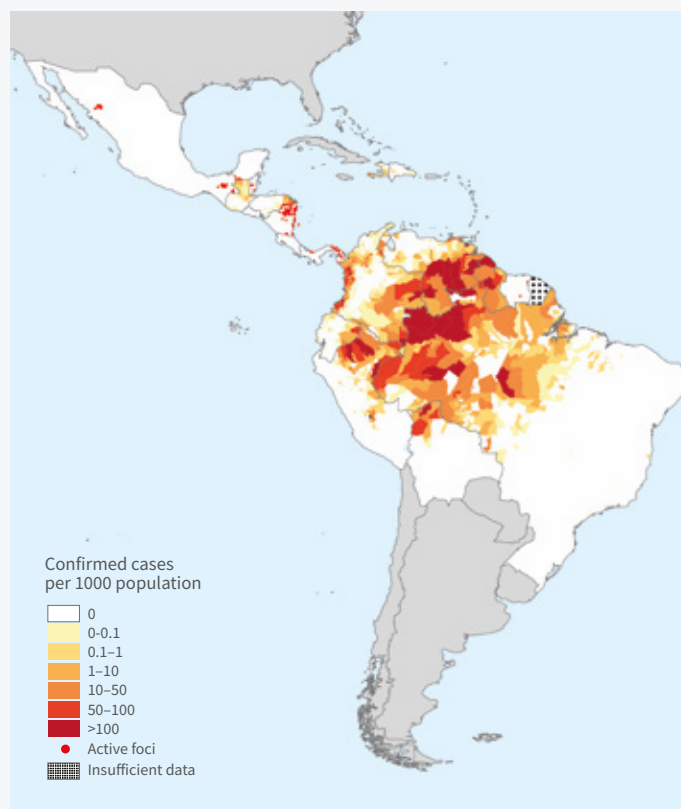 Confirmed cases
per 1000 population
0
0-0.1
0.1–1
1–10
10–50
50–100
>100
Active foci
Insufficient data